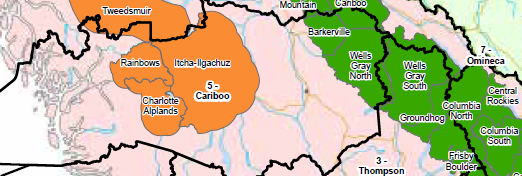 Tweedsmuir
Mountain
Cariboo
Barkerville
Rainbows
Itcha-Ilgachuz
Wells
Gray
North
Wells
Gray
South
7 -
Omineca
5 -
Cariboo
Charlotte
Alplands
Central
Rockies
Columbia
North
Groundhog
Columbia
South
3 -
Thompson
Frisby
Boulder